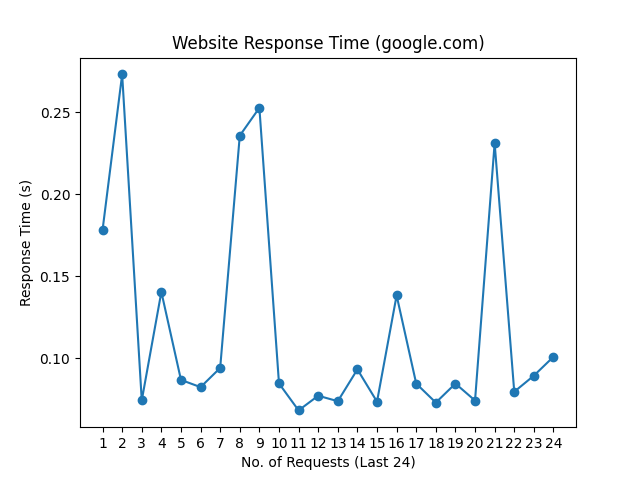 Website Response Time (google.com)
Response Time (s)
0.25
0.20
0.15
0.10
1 2 3 4 5 6 7 8 9 10 11 12 13 14 15 16 17 18 19 20 21 22 23 24
No. of Requests (Last 24)